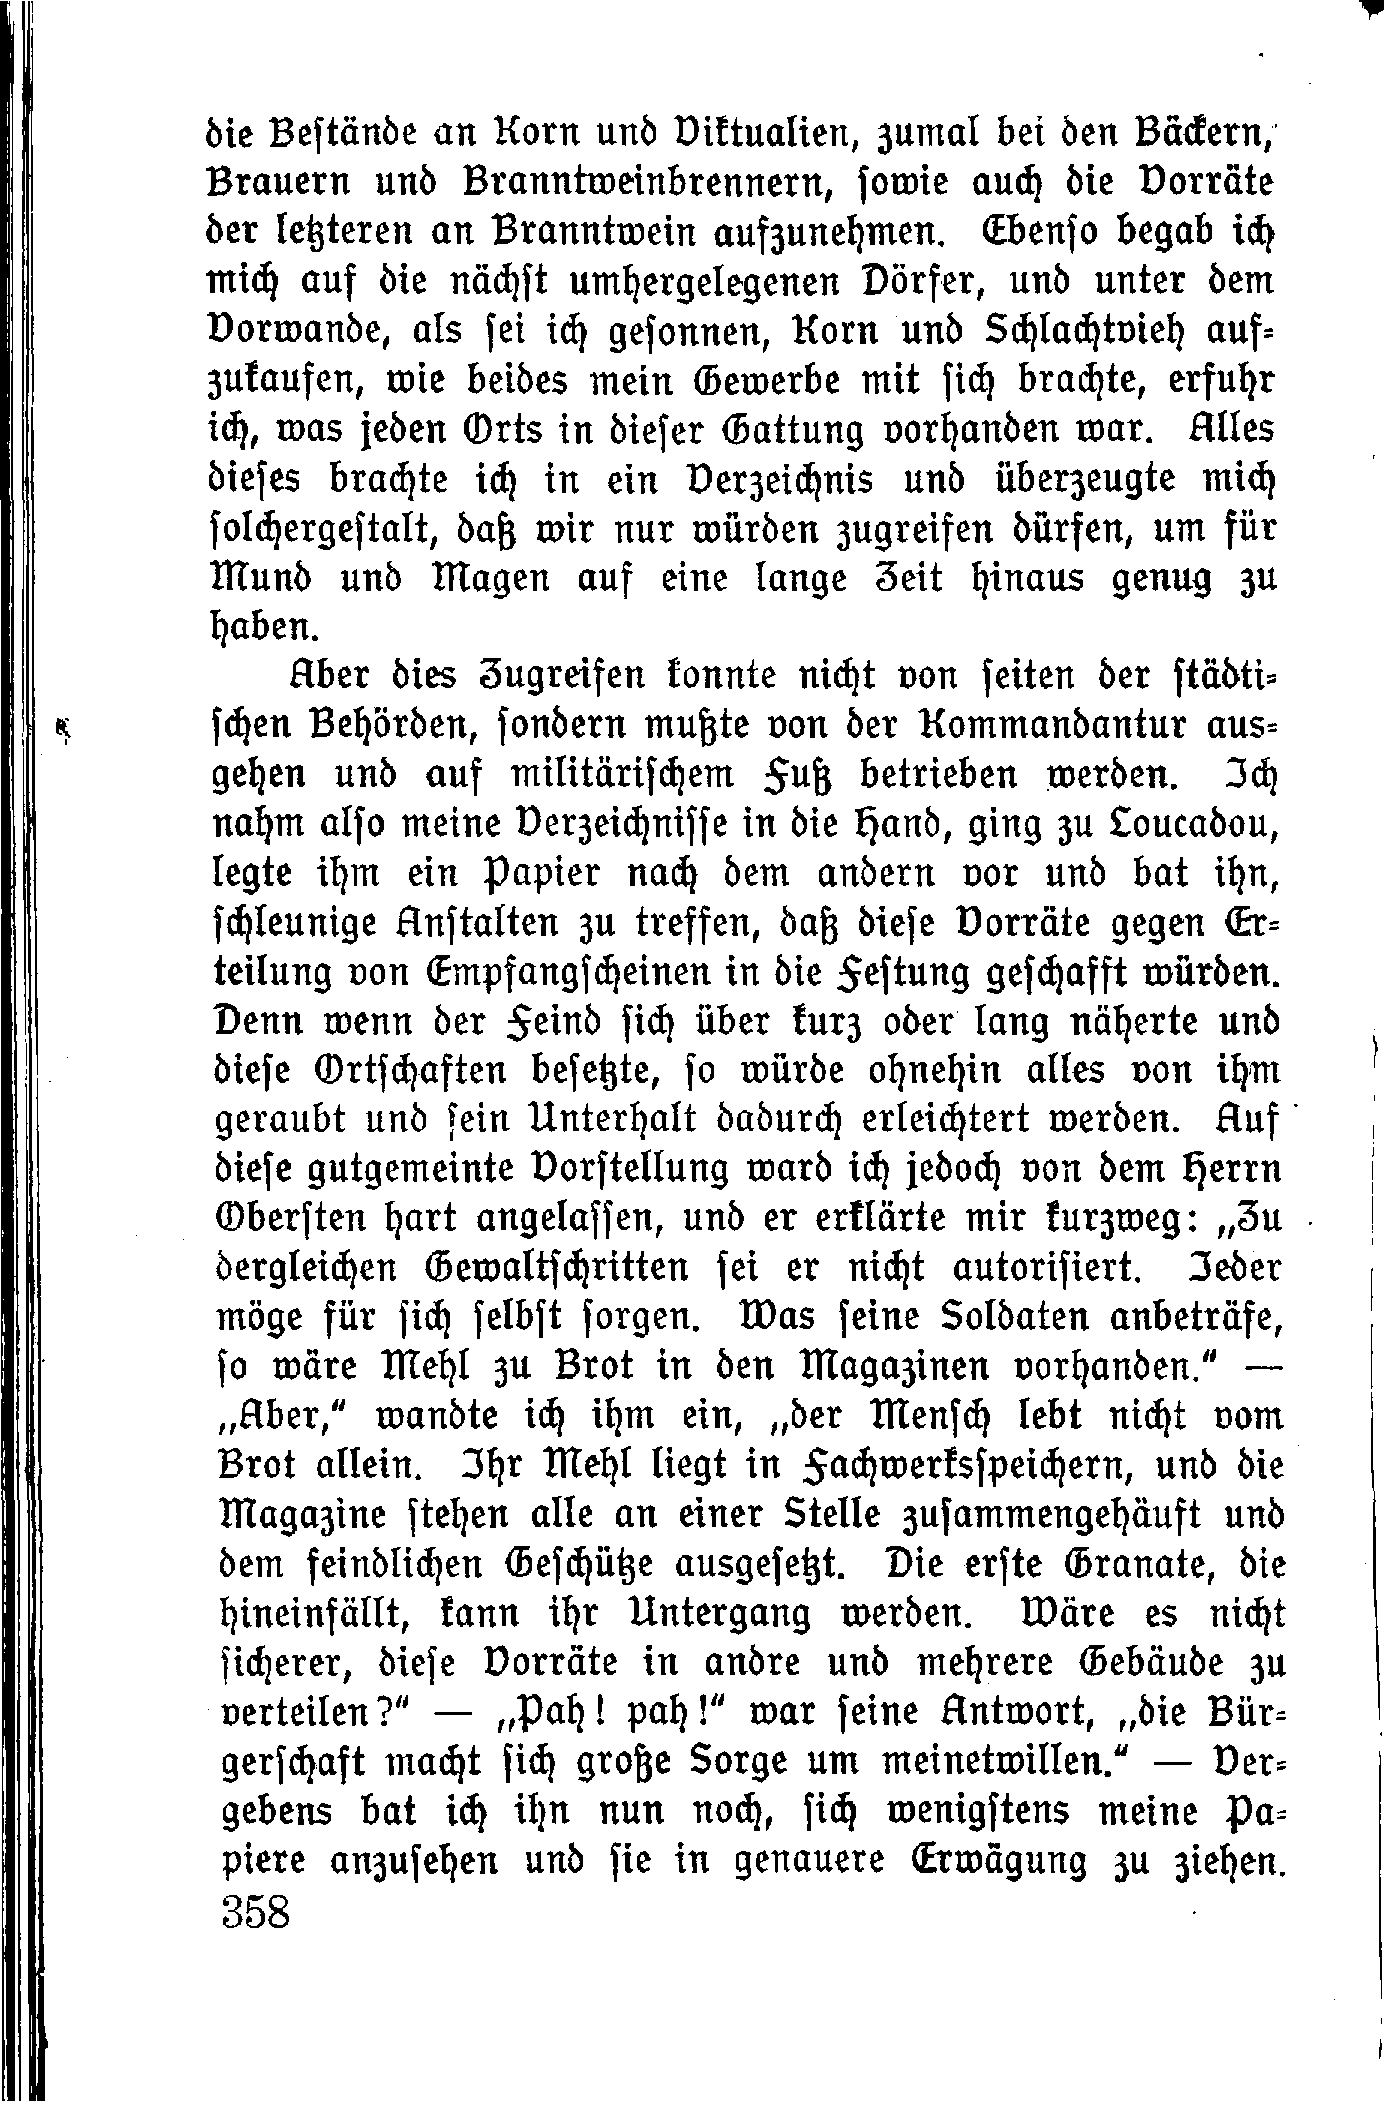 die Bestände an Korn und Viktualien, zumal bei den Bäckern,
Brauern und Branntweinbrennern, sowie auch die Vorräte
der letzteren an Branntwein aufzunehmen. Ebenso begab ich
mich auf die nächst umhergelegenen Dörfer, und unter dem
Vorwande, als sei ich gesonnen, Korn und Schlachtvieh auf-
zukaufen, wie beides mein Gewerbe mit sich brachte, erfuhr
ich, was jeden Orts in dieser Gattung vorhanden war. Alles
dieses brachte ich in ein Verzeichnis und überzeugte mich
solchergestalt, daß wir nur würden zugreifen dürfen, um für
Mund und Magen auf eine lange Zeit hinaus genug zu
haben.
Aber dies Zugreifen konnte nicht von seiten der städti-
schen Behörden, sondern mußte von der Kommandantur aus-
gehen und auf militärischem Fuß betrieben werden. Ich
nahm also meine Verzeichnisse in die Hand, ging zu Loucadou,
legte ihm ein Papier nach dem andern vor und bat ihn,
schleunige Anstalten zu treffen, daß diese Vorräte gegen Er-
teilung von Empfangscheinen in die Festung geschafft würden.
Denn wenn der Feind sich über kurz oder lang näherte und
diese Ortschaften besetzte, so würde ohnehin alles von ihm
geraubt und sein Unterhalt dadurch erleichtert werden. Auf
diese gutgemeinte Vorstellung ward ich jedoch von dem Herrn
Obersten hart angelassen, und er erklärte mir kurzweg: „Zu
dergleichen Gewaltschritten sei er nicht autorisiert. Jeder
möge für sich selbst sorgen. Was seine Soldaten anbeträfe,
so wäre Mehl zu Brot in den Magazinen vorhanden.“ —
„Aber,“ wandte ich ihm ein, „der Mensch lebt nicht vom
Brot allein. Ihr Mehl liegt in Fachwerksspeichern, und die
Magazine stehen alle an einer Stelle zusammengehäuft und
dem feindlichen Geschütze ausgesetzt. Die erste Granate, die
hineinfällt, kann ihr Untergang werden. Wäre es nicht
sicherer, diese Vorräte in andre und mehrere Gebäude zu
verteilen?“ — „Pah! pah!“ war seine Antwort, „die Bür-
gerschaft macht sich große Sorge um meinetwillen.“ — Ver-
gebens bat ich ihn nun noch, sich wenigstens meine Pa-
piere anzusehen und sie in genauere Erwägung zu ziehen.
358